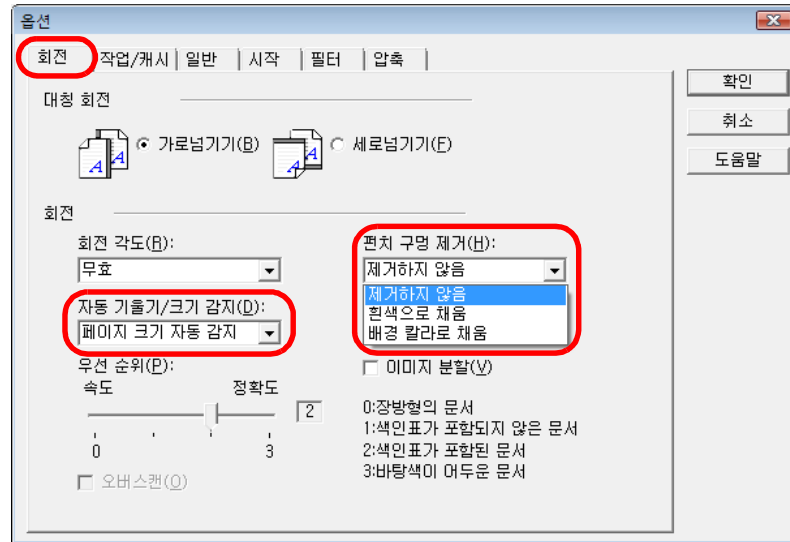 옵션
회전 작업/캐시 일반 시작 필터 압축
확인
취소
도움말
대칭 회전
가로넘기기(B) 세로넘기기(F)
회전
회전 각도(R):
무효
자동 기울기/크기 감지(D):
페이지 크기 자동 감지
우선 순위(P):
속도 정확도
2
0 3
오버스캔(O)
펀치 구멍 제거(H):
제거하지 않음
제거하지 않음
흰색으로 채움
배경 칼라로 채움
이미지 분할(V)
0:장방형의 문서
1:색인표가 포함되지 않은 문서
2:색인표가 포함된 문서
3:바탕색이 어두운 문서